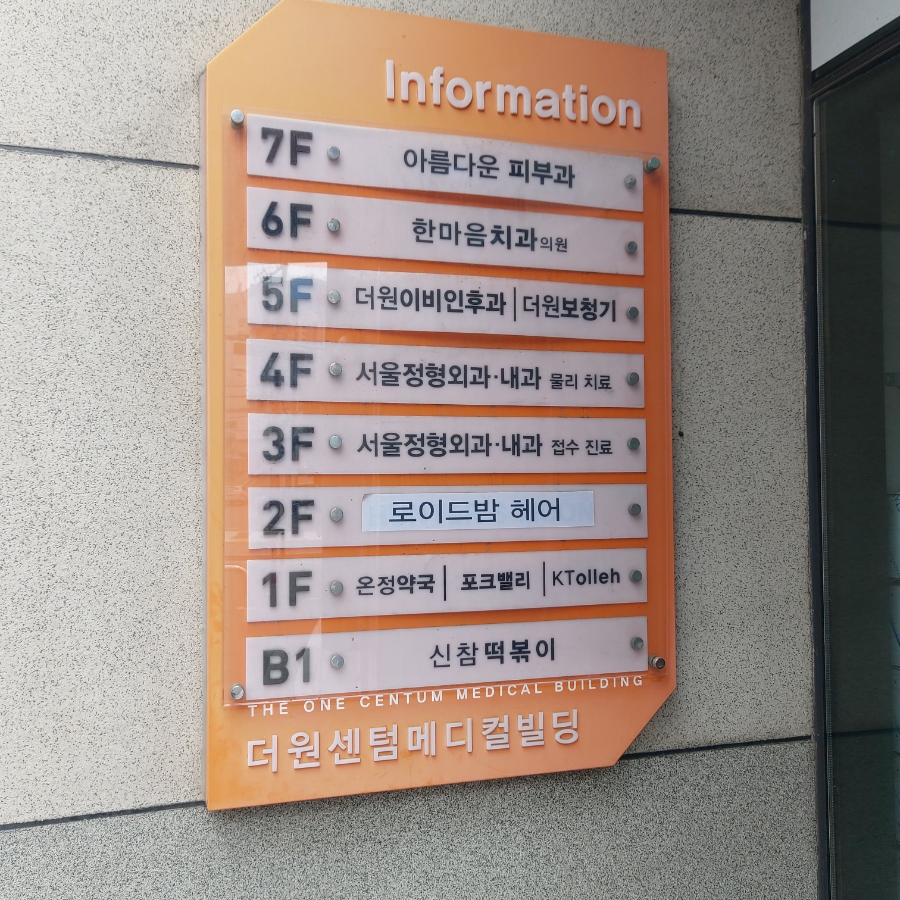 Information
7F 아름다운 피부과
6F 한마음치과의원
5F 더원이비인후과 | 더원보청기
4F 서울정형외과·내과 물리 치료
3F 서울정형외과·내과 접수 진료
2F 로이드밤 헤어
1F 온정약국 | 포크밸리 | KTolleh
B1 신참떡볶이
THE ONE CENTUM MEDICAL BUILDING
더원센텀메디컬빌딩